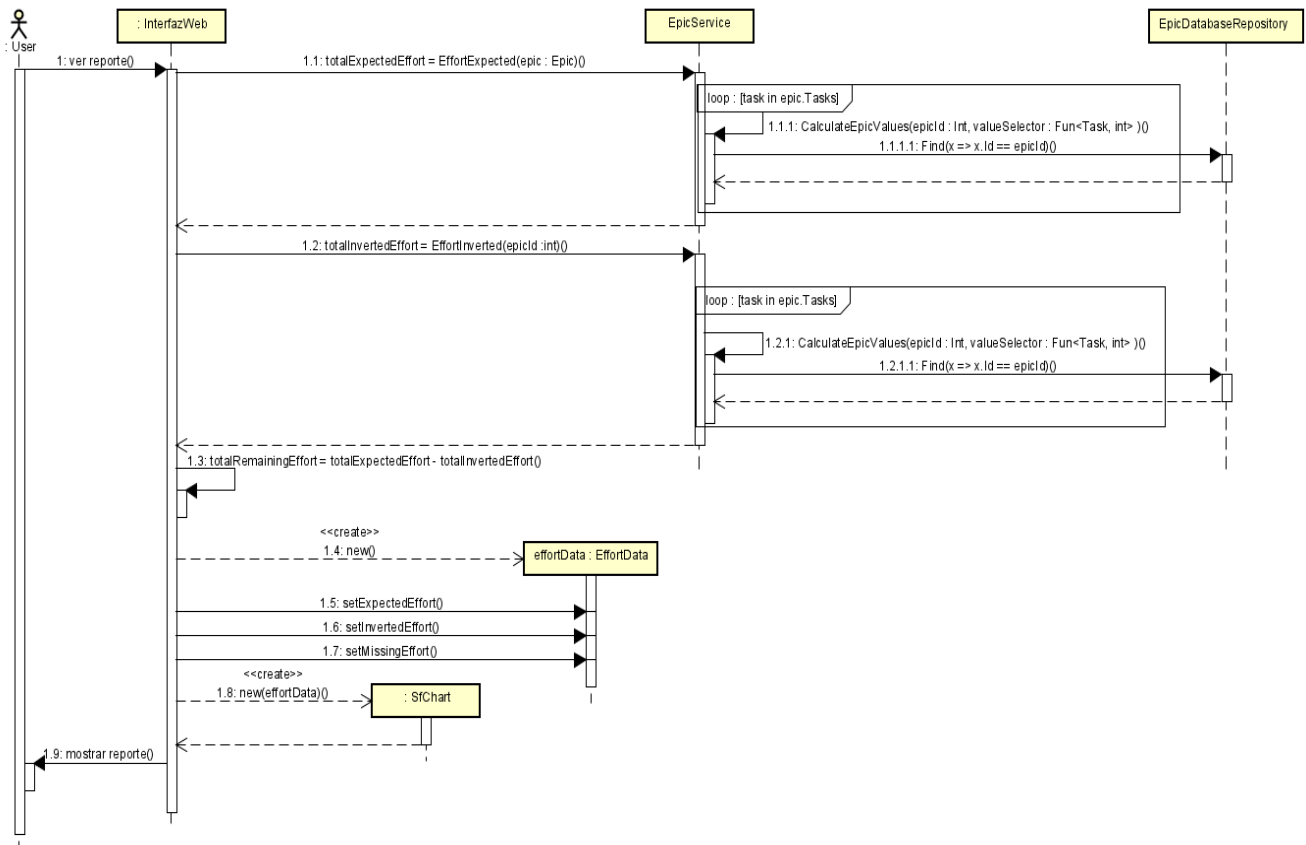 : User
: InterfazWeb
EpicService
EpicDatabaseRepository
1: ver reporte()
1.1: totalExpectedEffort = EffortExpected(epic : Epic)()
loop : [task in epic.Tasks]
1.1.1: CalculateEpicValues(epicId : Int, valueSelector : Fun<Task, int> )()
1.1.1.1: Find(x => x.Id == epicId)()
1.2: totalInvertedEffort = EffortInverted(epicId :int)()
loop : [task in epic.Tasks]
1.2.1: CalculateEpicValues(epicId : Int, valueSelector : Fun<Task, int> )()
1.2.1.1: Find(x => x.Id == epicId)()
1.3: totalRemainingEffort = totalExpectedEffort - totalInvertedEffort()
<<create>>
1.4: new()
effortData : EffortData
1.5: setExpectedEffort()
1.6: setInvertedEffort()
1.7: setMissingEffort()
<<create>>
1.8: new(effortData)()
: SfChart
1.9: mostrar reporte()